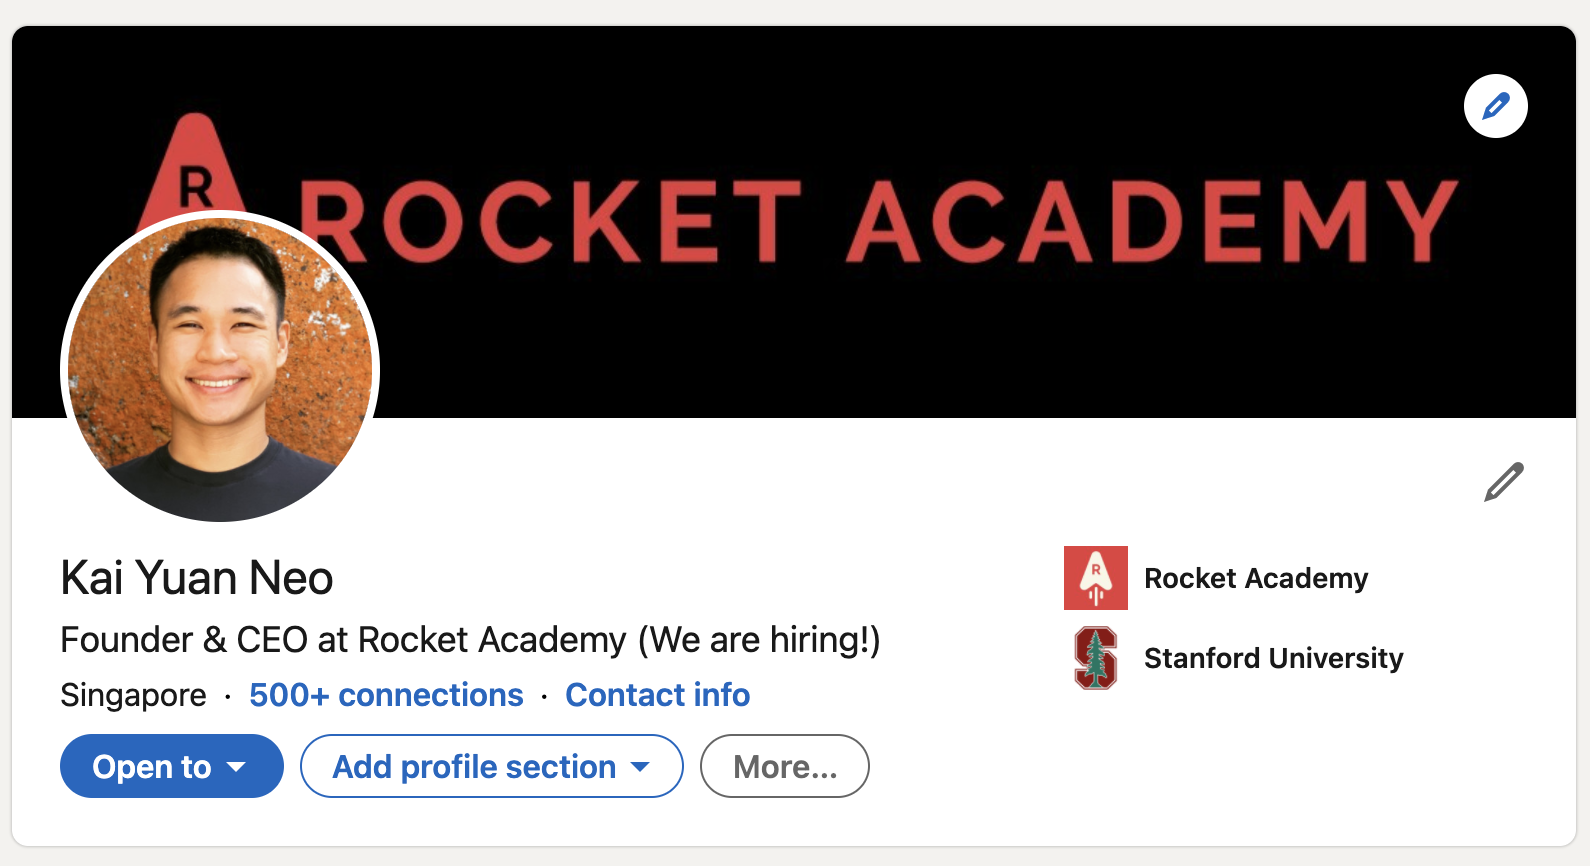 R
ROCKET ACADEMY
Kai Yuan Neo
Founder & CEO at Rocket Academy (We are hiring!)
Singapore · 500+ connections · Contact info
Open to
Add profile section
More...
R
Rocket Academy
S
Stanford University